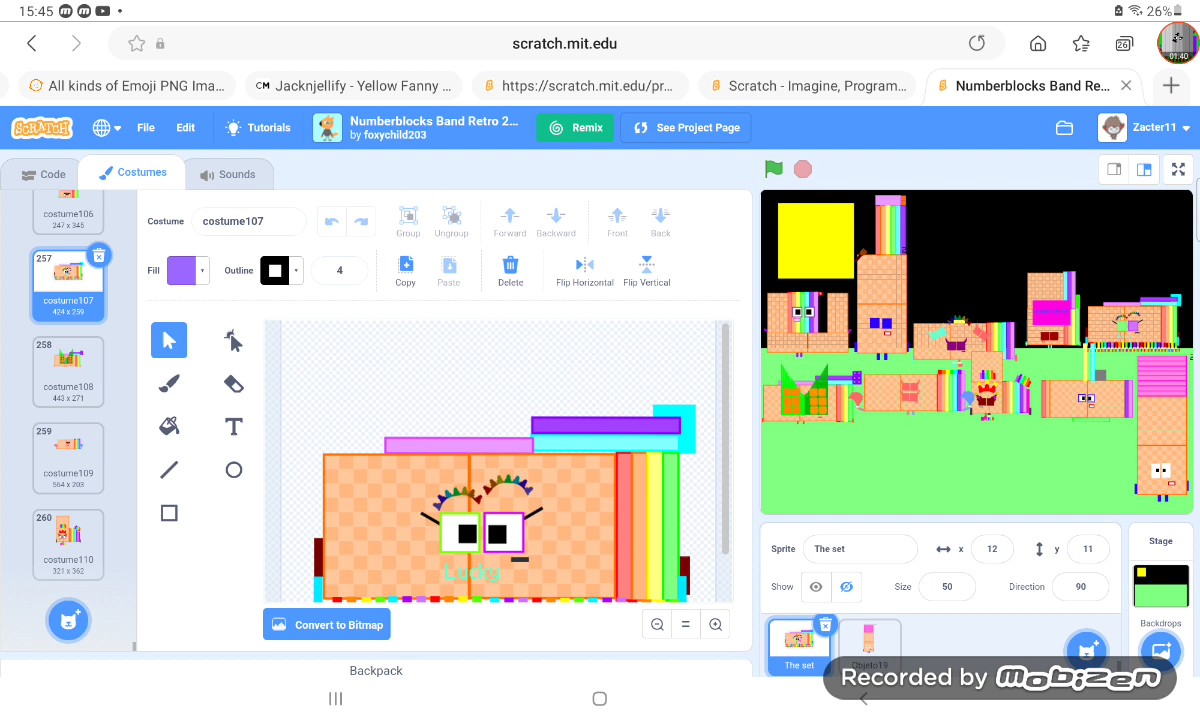 15:45
26%
scratch.mit.edu
26
01:40
All kinds of Emoji PNG Ima...
CM Jacknjellify - Yellow Fanny ...
https://scratch.mit.edu/pr...
Scratch - Imagine, Program...
Numberblocks Band Re...
SCRATCH
File
Edit
Tutorials
Numberblocks Band Retro 2...
by foxychild203
Remix
See Project Page
Zacter11
Code
Costumes
Sounds
costume106
247 x 345
257
costume107
424 x 259
258
costume108
443 x 271
259
costume109
564 x 203
260
costume110
321 x 362
Costume
costume107
Group
Ungroup
Forward
Backward
Front
Back
Fill
Outline
4
Copy
Paste
Delete
Flip Horizontal
Flip Vertical
T
Lucky
Convert to Bitmap
Backpack
Sprite
The set
x
12
y
11
Show
Size
50
Direction
90
The set
Objeto19
Stage
Backdrops
Recorded by mobizen